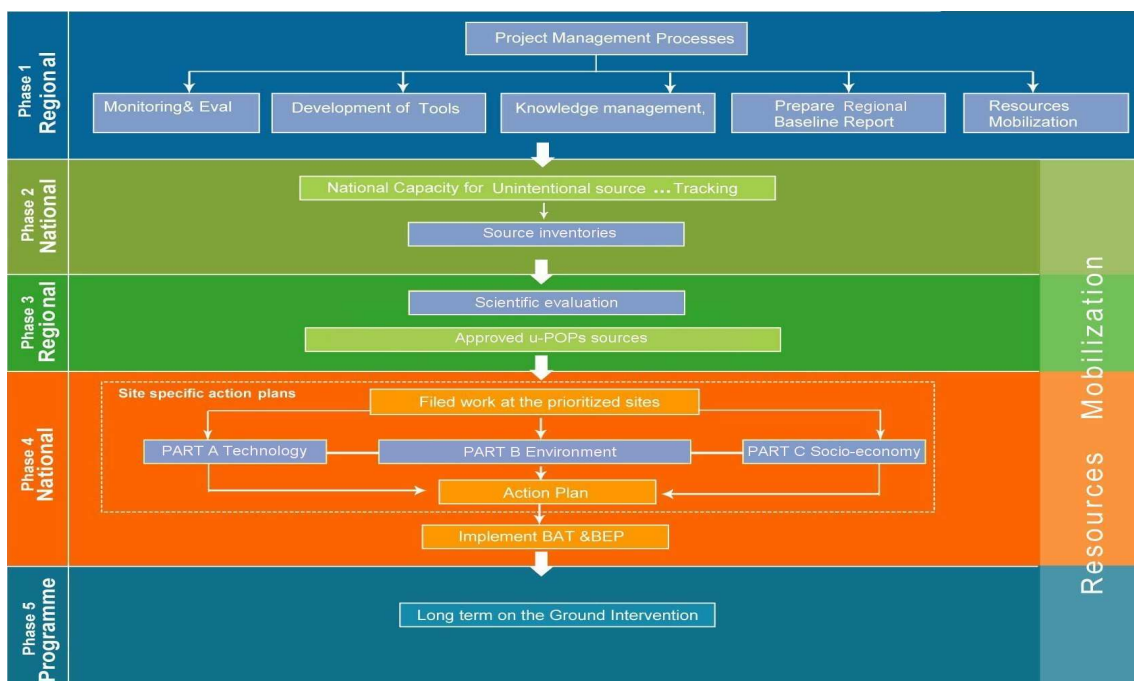 Phase 1
Regional
Project Management Processes
Monitoring& Eval
Development of Tools
Knowledge management,
Prepare Regional
Baseline Report
Resources
Mobilization
Phase 2
National
National Capacity for Unintentional source ...Tracking
Source inventories
Phase 3
Regional
Scientific evaluation
Approved u-POPs sources
Phase 4
National
Site specific action plans
Filed work at the prioritized sites
PART A Technology
PART B Environment
PART C Socio-economy
Action Plan
Implement BAT &BEP
Phase 5
Programme
Long term on the Ground Intervention
Resources Mobilization